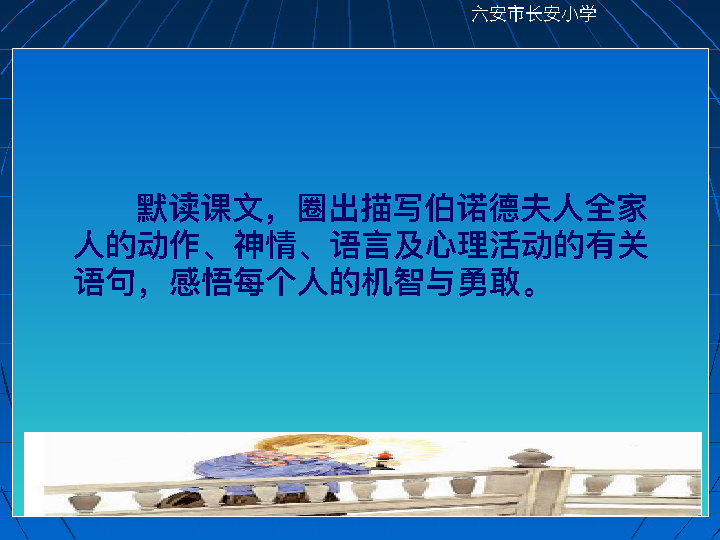 六安市长安小学
默读课文，圈出描写伯诺德夫人全家
人的动作、神情、语言及心理活动的有关
语句，感悟每个人的机智与勇敢。